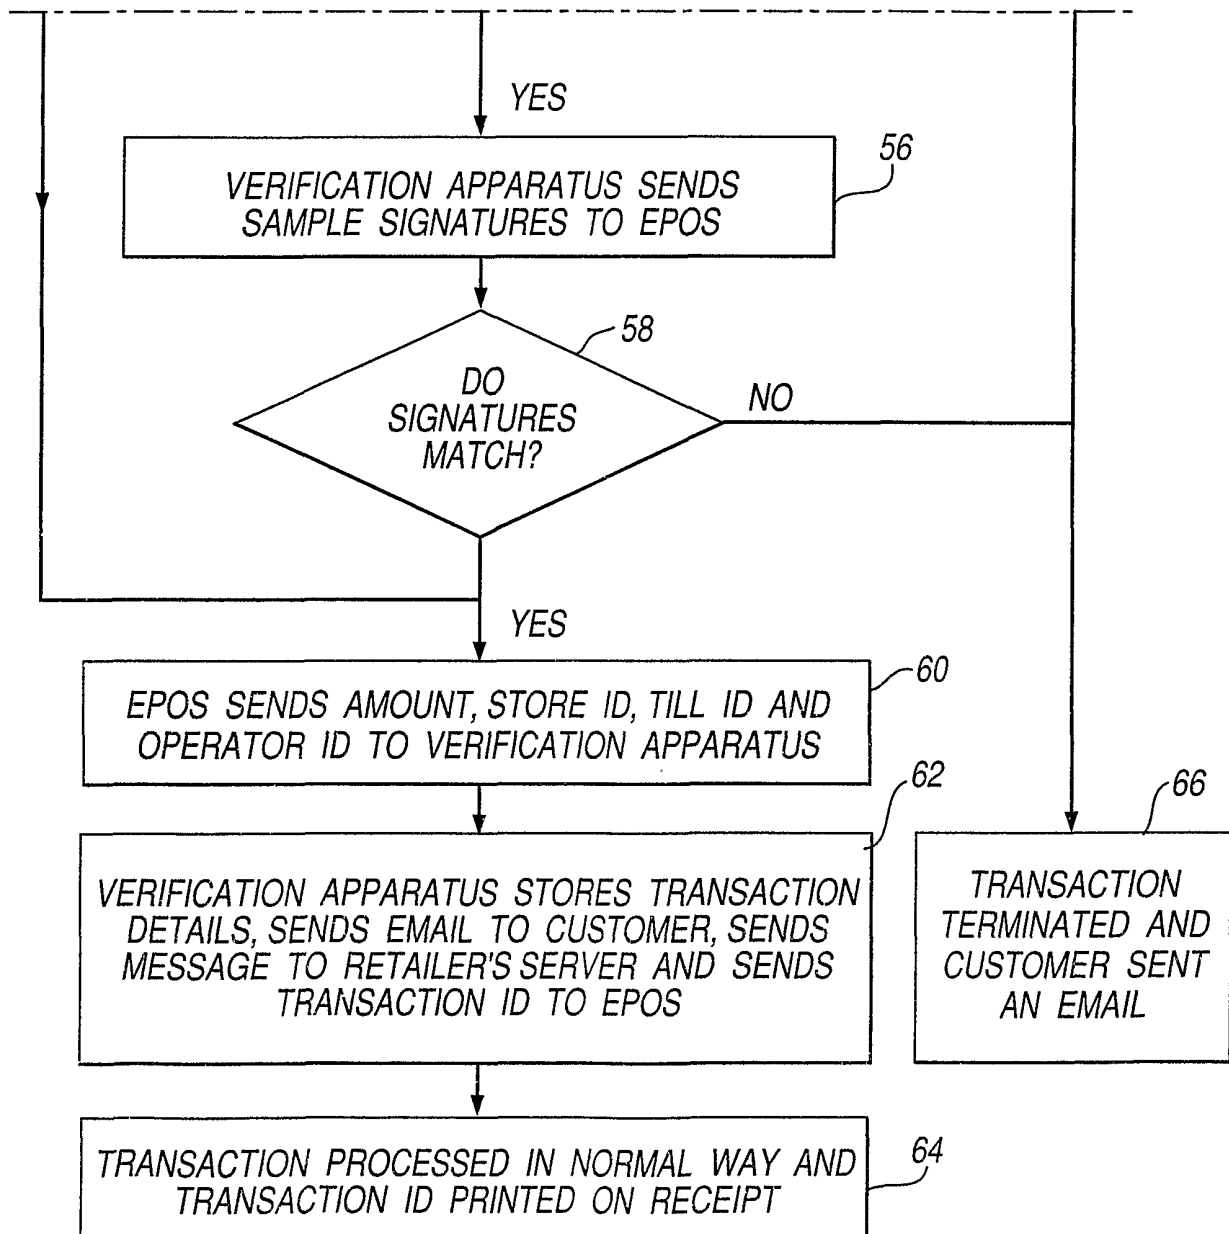 YES
VERIFICATION APPARATUS SENDS
SAMPLE SIGNATURES TO EPOS
56
58
DO
SIGNATURES
MATCH?
NO
YES
EPOS SENDS AMOUNT, STORE ID, TILL ID AND
OPERATOR ID TO VERIFICATION APPARATUS
60
62
VERIFICATION APPARATUS STORES TRANSACTION
DETAILS, SENDS EMAIL TO CUSTOMER, SENDS
MESSAGE TO RETAILER'S SERVER AND SENDS
TRANSACTION ID TO EPOS
66
TRANSACTION
TERMINATED AND
CUSTOMER SENT
AN EMAIL
TRANSACTION PROCESSED IN NORMAL WAY AND
TRANSACTION ID PRINTED ON RECEIPT
64